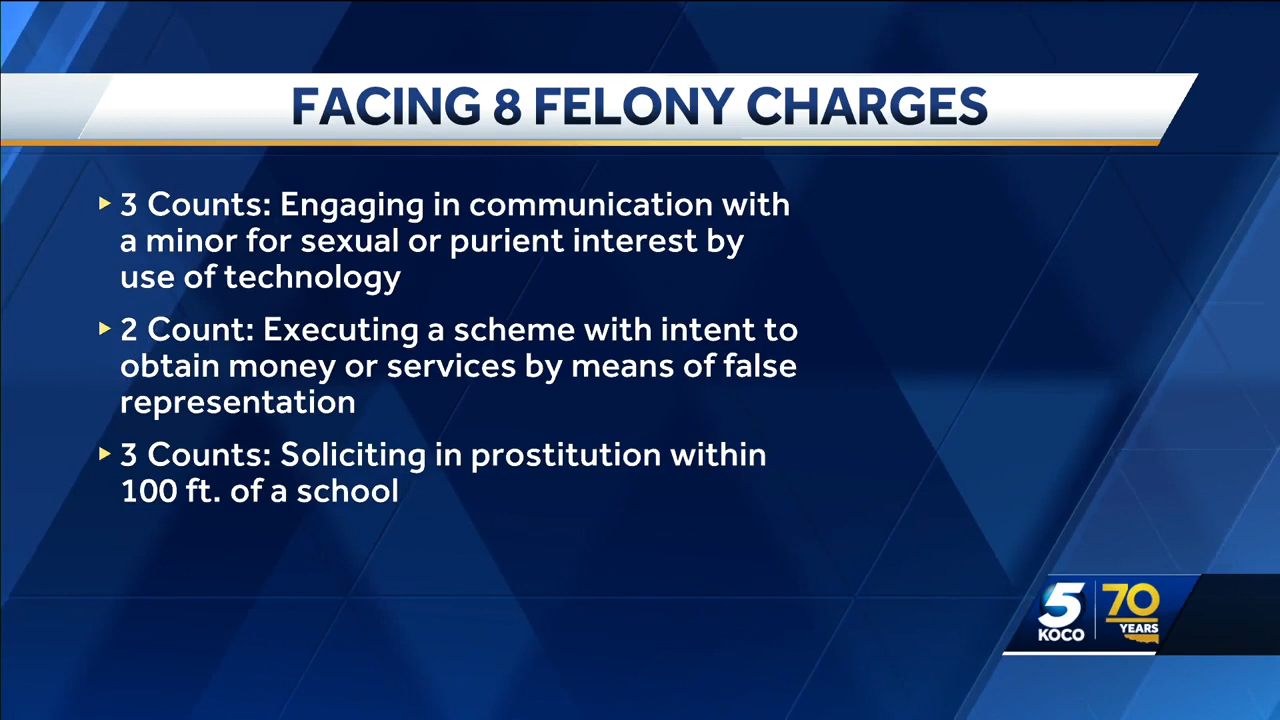 FACING 8 FELONY CHARGES
3 Counts: Engaging in communication with
a minor for sexual or purient interest by
use of technology
2 Count: Executing a scheme with intent to
obtain money or services by means of false
representation
3 Counts: Soliciting in prostitution within
100 ft. of a school
5
KOCO
70
YEARS